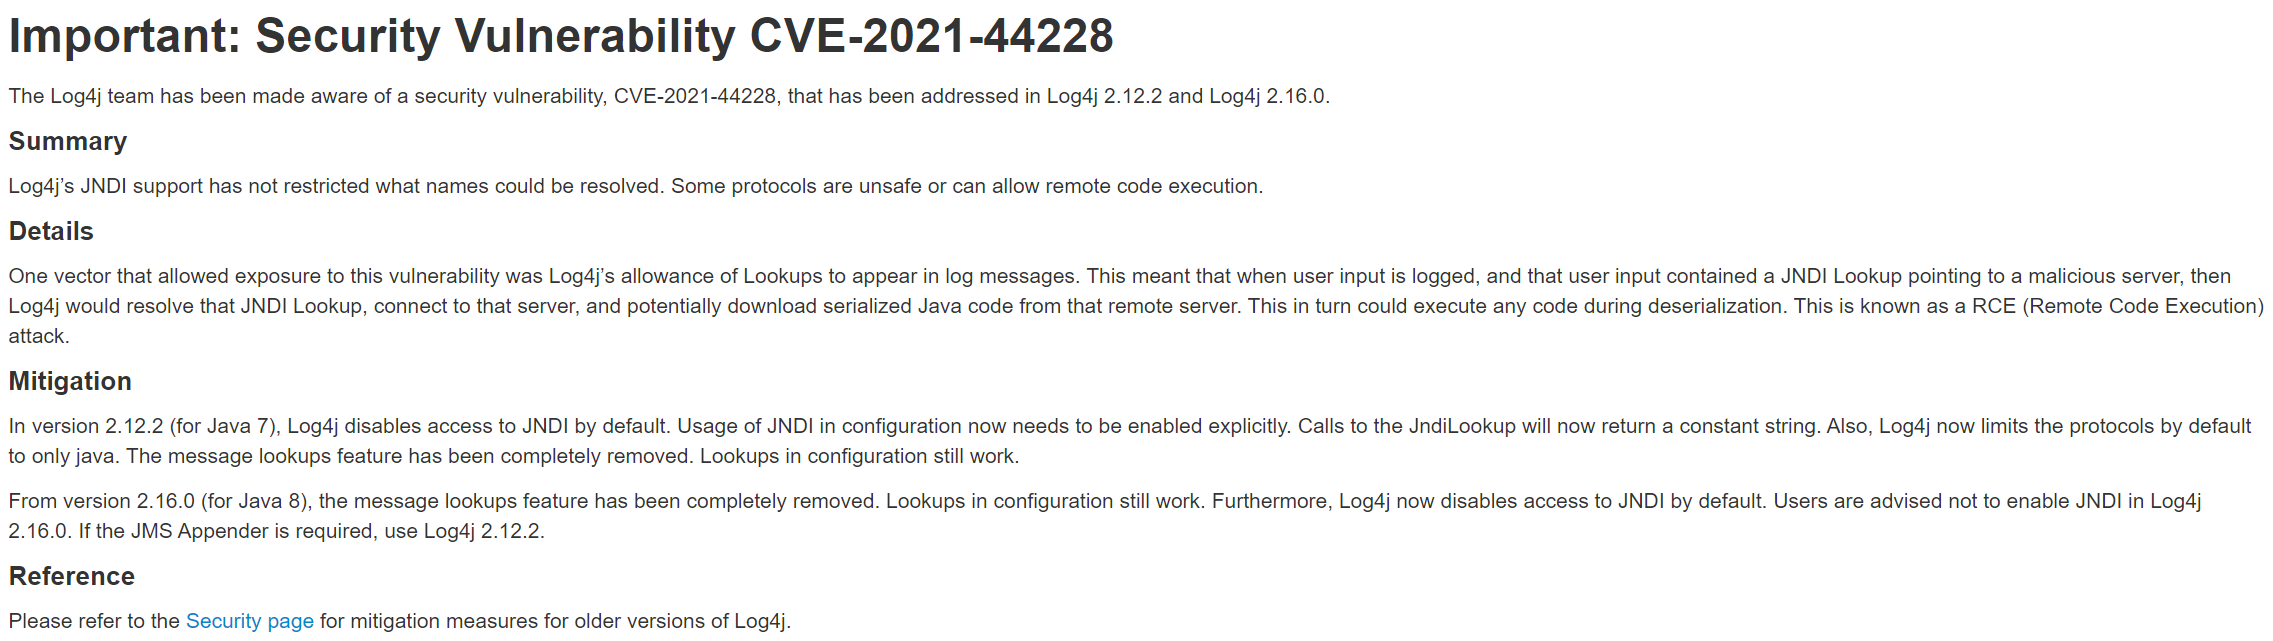 Important: Security Vulnerability CVE-2021-44228
The Log4j team has been made aware of a security vulnerability, CVE-2021-44228, that has been addressed in Log4j 2.12.2 and Log4j 2.16.0.
Summary
Log4j’s JNDI support has not restricted what names could be resolved. Some protocols are unsafe or can allow remote code execution.
Details
One vector that allowed exposure to this vulnerability was Log4j’s allowance of Lookups to appear in log messages. This meant that when user input is logged, and that user input contained a JNDI Lookup pointing to a malicious server, then
Log4j would resolve that JNDI Lookup, connect to that server, and potentially download serialized Java code from that remote server. This in turn could execute any code during deserialization. This is known as a RCE (Remote Code Execution)
attack.
Mitigation
In version 2.12.2 (for Java 7), Log4j disables access to JNDI by default. Usage of JNDI in configuration now needs to be enabled explicitly. Calls to the JndiLookup will now return a constant string. Also, Log4j now limits the protocols by default
to only java. The message lookups feature has been completely removed. Lookups in configuration still work.
From version 2.16.0 (for Java 8), the message lookups feature has been completely removed. Lookups in configuration still work. Furthermore, Log4j now disables access to JNDI by default. Users are advised not to enable JNDI in Log4j
2.16.0. If the JMS Appender is required, use Log4j 2.12.2.
Reference
Please refer to the Security page for mitigation measures for older versions of Log4j.